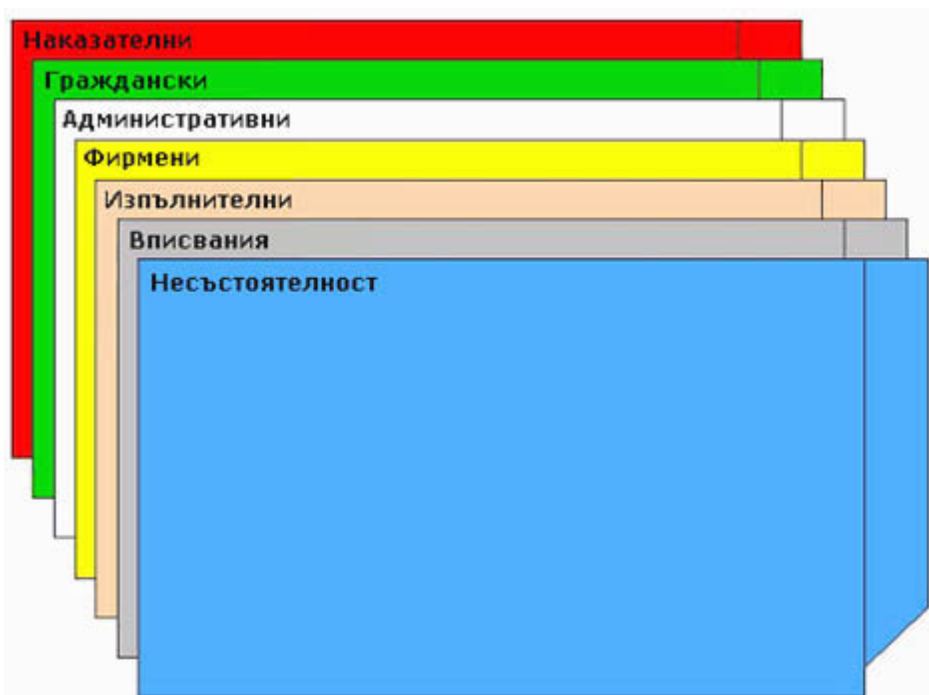 Наказателни
Граждански
Административни
Фирмени
Изпълнителни
Вписвания
Несъстоятелност